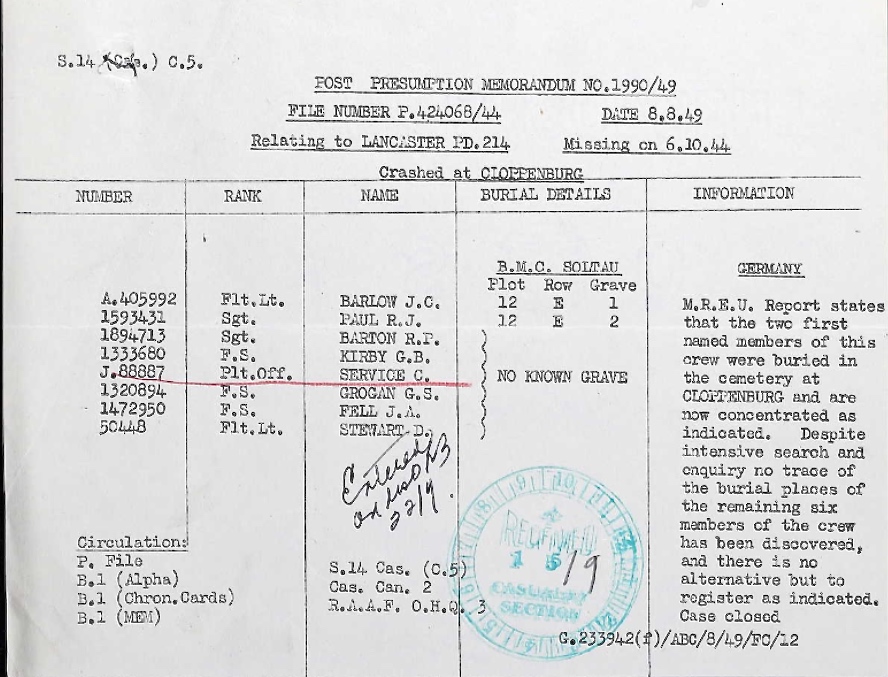 S.14 (Cas.) C.5.
POST PRESUMPTION MEMORANDUM NO.1990/49
FILE NUMBER P.424068/44 DATE 8.8.49
Relating to LANCASTER PD.214 Missing on 6.10.44
Crashed at CLOPPENBURG
NUMBER RANK NAME BURIAL DETAILS INFORMATION
B.M.C. SOLTAU
Plot Row Grave
A.405992 Flt.Lt. BARLOW J.C. 12 E 1
1593431 Sgt. PAUL R.J. 12 E 2
1894713 Sgt. BARTON R.P.
1333680 F.S. KIRBY G.B.
J.88887 Plt.Off. SERVICE C.
1320894 F.S. GROGAN G.S.
1472950 F.S. FELL J.A.
50448 Flt.Lt. STEWART D.
NO KNOWN GRAVE
GERMANY
M.R.E.U. Report states
that the two first
named members of this
crew were buried in
the cemetery at
CLOPPENBURG and are
now concentrated as
indicated. Despite
intensive search and
enquiry no trace of
the burial places of
the remaining six
members of the crew
has been discovered,
and there is no
alternative but to
register as indicated.
Case closed
Entered
on
22/9.
9 10
8
15/9
CASUALTY
SECTION
Circulation:
P. File
B.1 (Alpha)
B.1 (Chron.Cards)
B.1 (MEM)
S.14 Cas. (C.5)
Cas. Can. 2
R.A.A.F. O.H.Q. 3
G.233942(f)/ABC/8/49/FC/12